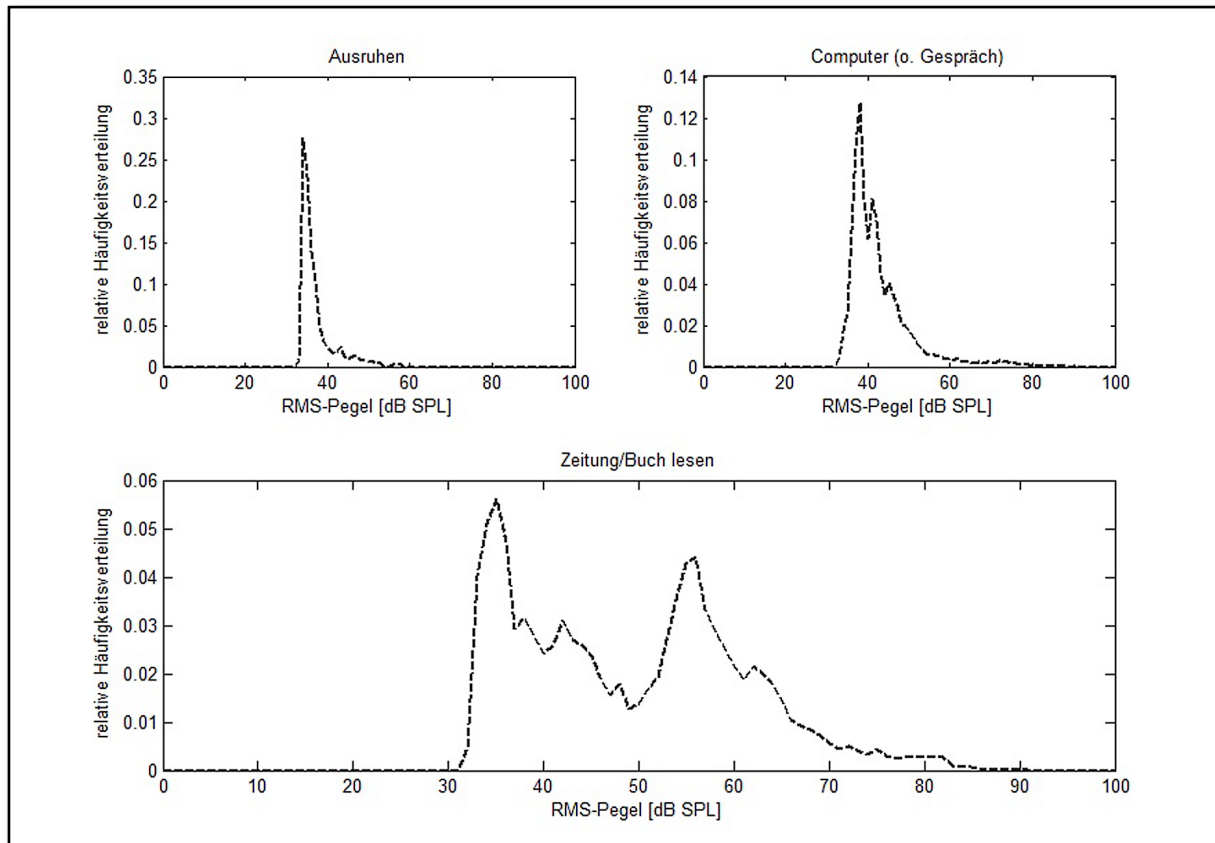 Ausruhen
0.35
0.3
0.25
0.2
0.15
0.1
0.05
0
relative Häufigkeitsverteilung
0 20 40 60 80 100
RMS-Pegel [dB SPL]
Computer (o. Gespräch)
0.14
0.12
0.1
0.08
0.06
0.04
0.02
0
relative Häufigkeitsverteilung
0 20 40 60 80 100
RMS-Pegel [dB SPL]
Zeitung/Buch lesen
0.06
0.05
0.04
0.03
0.02
0.01
0
relative Häufigkeitsverteilung
0 10 20 30 40 50 60 70 80 90 100
RMS-Pegel [dB SPL]